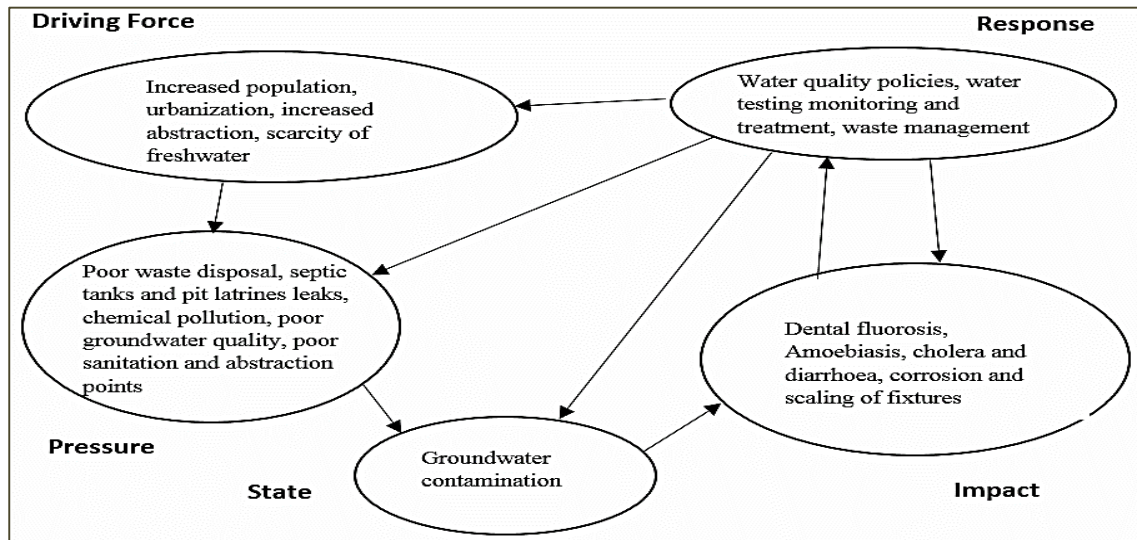 Driving Force
Response
Increased population,
urbanization, increased
abstraction, scarcity of
freshwater
Water quality policies, water
testing monitoring and
treatment, waste management
Poor waste disposal, septic
tanks and pit latrines leaks,
chemical pollution, poor
groundwater quality, poor
sanitation and abstraction
points
Dental fluorosis,
Amoebiasis, cholera and
diarrhoea, corrosion and
scaling of fixtures
Pressure
Groundwater
contamination
State
Impact